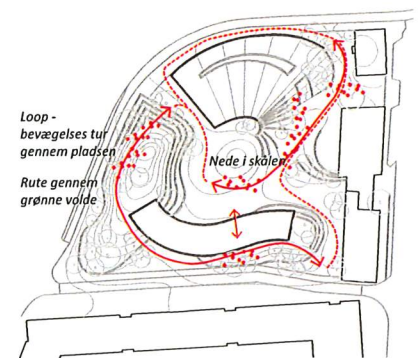 Loop -
bevægelses tur
gennem pladsen
Nede i skålen
Rute gennem
grønne volde